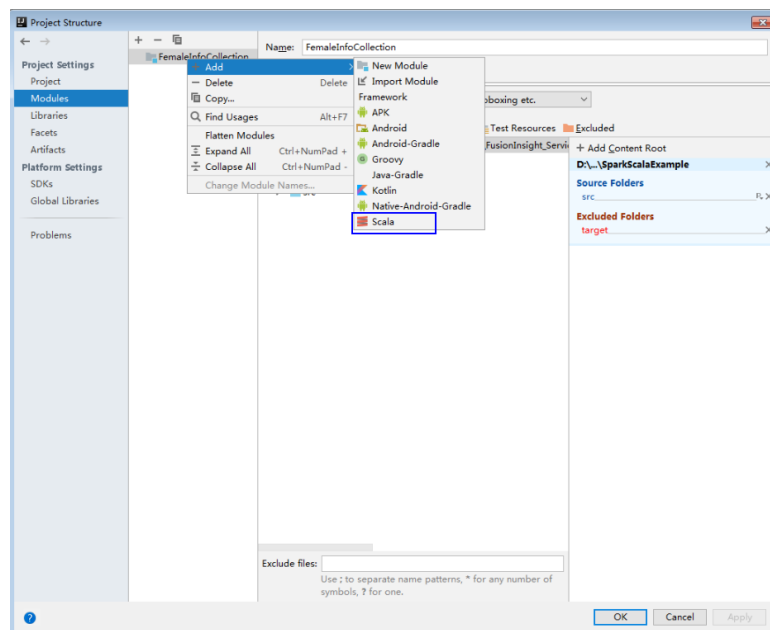 Project Structure
Project Settings
Project
Modules
Libraries
Facets
Artifacts
Platform Settings
SDKs
Global Libraries
Problems
FemaleInfoCollection
Name: FemaleInfoCollection
Add
Delete Delete
Copy...
Find Usages Alt+F7
Flatten Modules
Expand All Ctrl+NumPad +
Collapse All Ctrl+NumPad -
Change Module Names...
New Module
Import Module
Framework
APK
Android
Android-Gradle
Groovy
Java-Gradle
Kotlin
Native-Android-Gradle
Scala
etc.
Test Resources Excluded
+ Add Content Root
D:\...\SparkScalaExample
Source Folders
src
Excluded Folders
target
Exclude files:
Use ; to separate name patterns, * for any number of
symbols, ? for one.
OK Cancel Apply